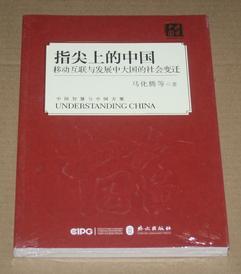 指尖上的中国
移动互联与发展中大国的社会变迁
马化腾等 著
中国智慧与中国方案
UNDERSTANDING CHINA
CIPG 外文出版社